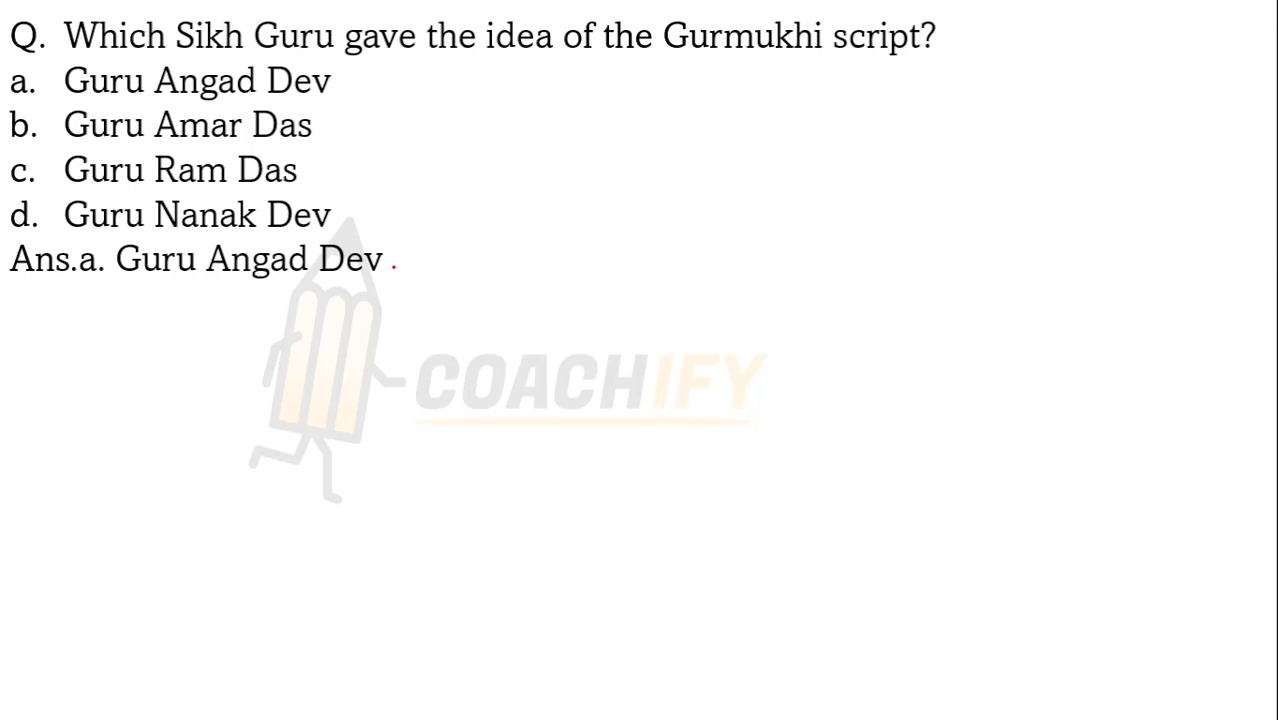 Q. Which Sikh Guru gave the idea of the Gurmukhi script?
a. Guru Angad Dev
b. Guru Amar Das
c. Guru Ram Das
d. Guru Nanak Dev
Ans.a. Guru Angad Dev
COACHIFY